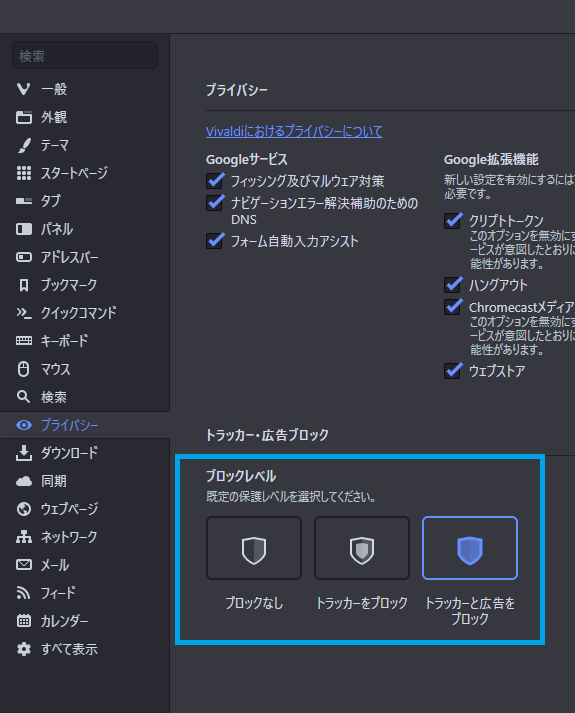 検索
一般
外観
テーマ
スタートページ
タブ
パネル
アドレスバー
ブックマーク
クイックコマンド
キーボード
マウス
検索
プライバシー
ダウンロード
同期
ウェブページ
ネットワーク
メール
フィード
カレンダー
すべて表示
プライバシー
Vivaldiにおけるプライバシーについて
Googleサービス
フィッシング及びマルウェア対策
ナビゲーションエラー解決補助のための
DNS
フォーム自動入力アシスト
Google拡張機能
新しい設定を有効にするには
必要です。
クリプトトークン
このオプションを無効にす
ービスが意図したとおりに
能性があります。
ハングアウト
Chromecastメディア
このオプションを無効にす
ービスが意図したとおりに
能性があります。
ウェブストア
トラッカー・広告ブロック
ブロックレベル
既定の保護レベルを選択してください。
ブロックなし
トラッカーをブロック
トラッカーと広告を
ブロック